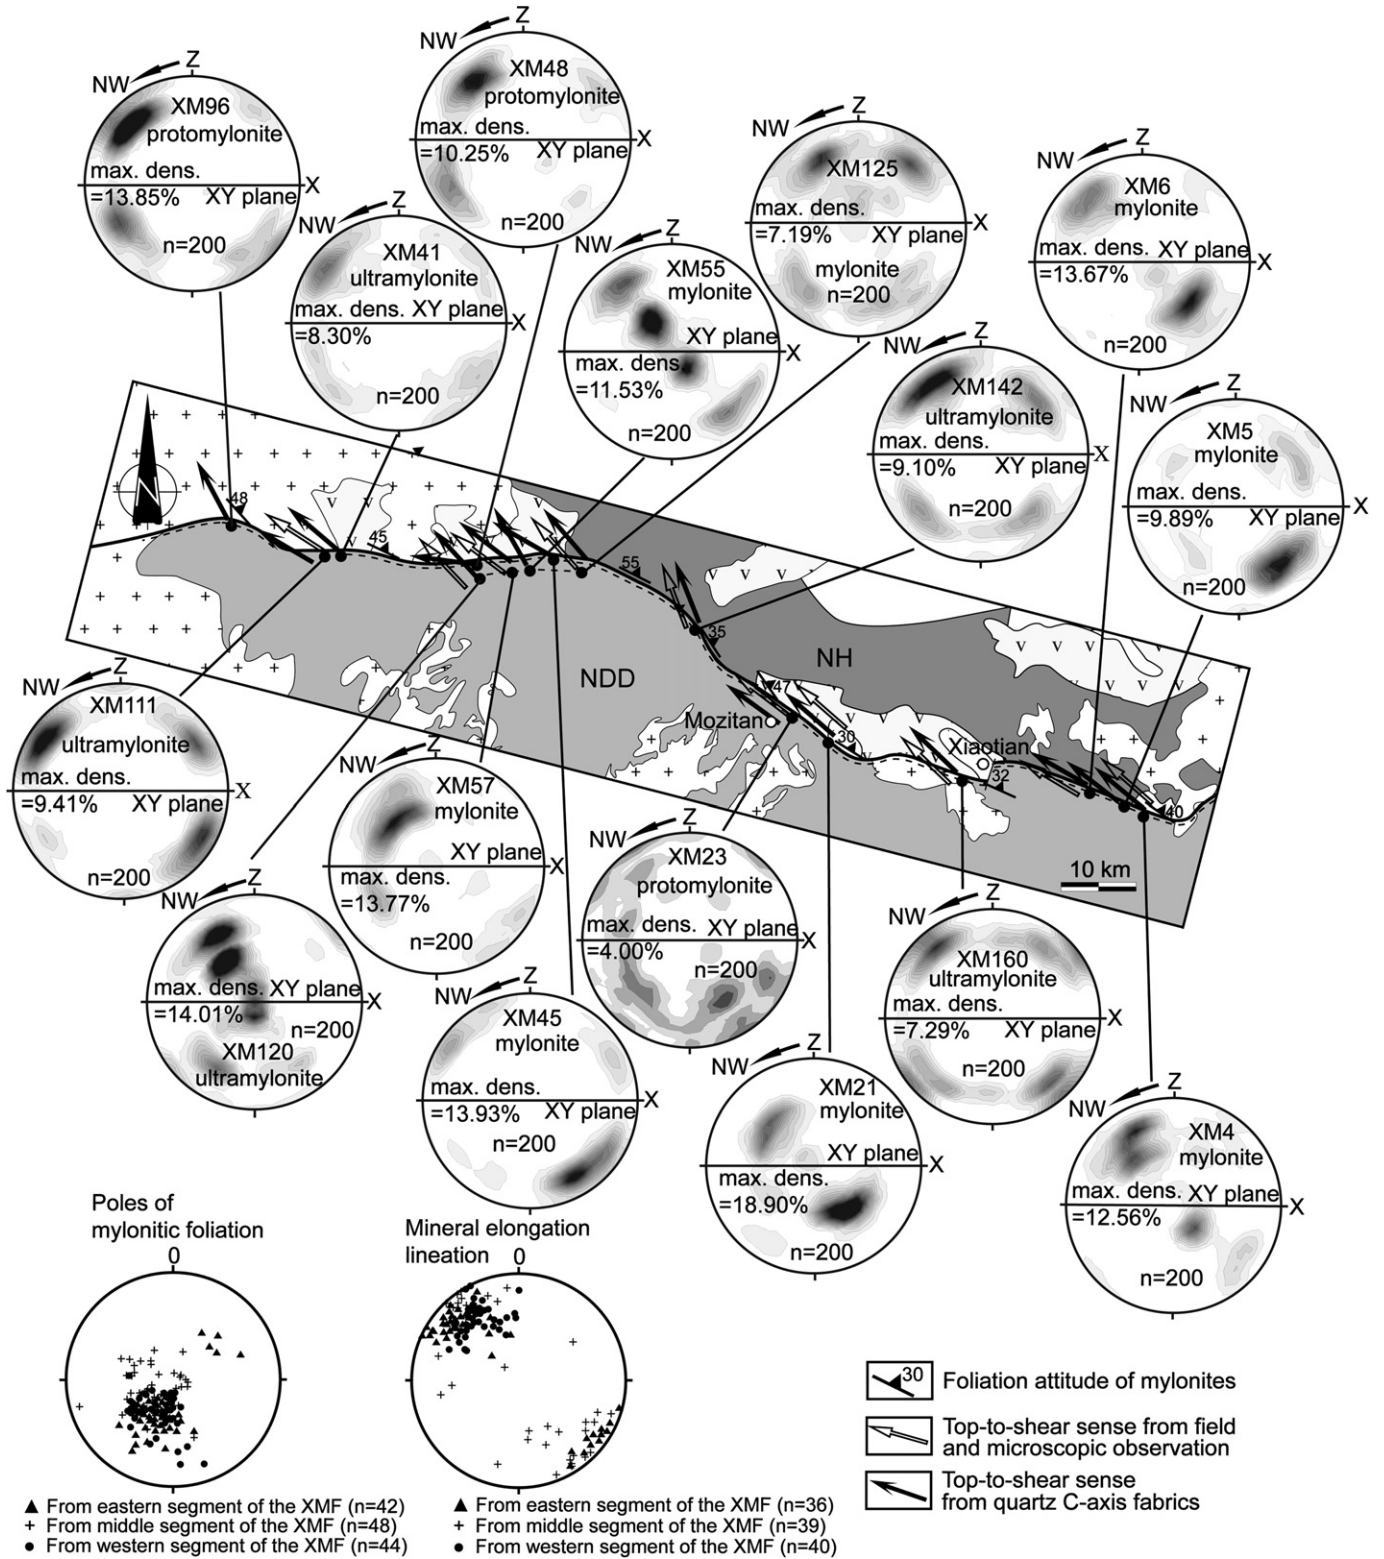 Z
NW
XM48
protomylonite
max. dens.
=10.25%
XY plane
X
n=200
Z
NW
XM96
protomylonite
max. dens.
=13.85%
XY plane
X
n=200
Z
NW
XM125
max. dens.
=7.19%
XY plane
X
mylonite
n=200
Z
NW
XM6
mylonite
max. dens.
XY plane
=13.67%
X
n=200
Z
NW
XM41
ultramylonite
max. dens. XY plane
X
=8.30%
n=200
Z
NW
XM55
mylonite
XY plane
X
max. dens.
=11.53%
n=200
Z
NW
XM142
ultramylonite
max. dens.
=9.10%
XY plane
X
n=200
Z
NW
XM5
mylonite
max. dens.
=9.89%
XY plane
X
n=200
N
48
45
55
35
47
30
32
40
v v
v
v
v
v v v v
v v v v v
v v v v
v
NDD
NH
Mozitan
Xiaotian
10 km
Z
NW
XM111
ultramylonite
max. dens.
=9.41%
XY plane
X
n=200
Z
NW
XM57
mylonite
XY plane
X
max. dens.
=13.77%
n=200
Z
NW
XM23
protomylonite
max. dens. XY plane
X
=4.00%
n=200
Z
NW
max. dens. XY plane
X
=14.01%
n=200
XM120
ultramylonite
Z
NW
XM160
ultramylonite
max. dens.
=7.29%
XY plane
X
n=200
Z
NW
XM45
mylonite
max. dens.
=13.93%
XY plane
X
n=200
Z
NW
XM21
mylonite
XY plane
X
max. dens.
=18.90%
n=200
Z
NW
XM4
mylonite
max. dens. XY plane
X
=12.56%
n=200
Poles of
mylonitic foliation
0
▲ From eastern segment of the XMF (n=42)
+ From middle segment of the XMF (n=48)
● From western segment of the XMF (n=44)
Mineral elongation
lineation
0
▲ From eastern segment of the XMF (n=36)
+ From middle segment of the XMF (n=39)
● From western segment of the XMF (n=40)
30
Foliation attitude of mylonites
Top-to-shear sense from field
and microscopic observation
Top-to-shear sense
from quartz C-axis fabrics